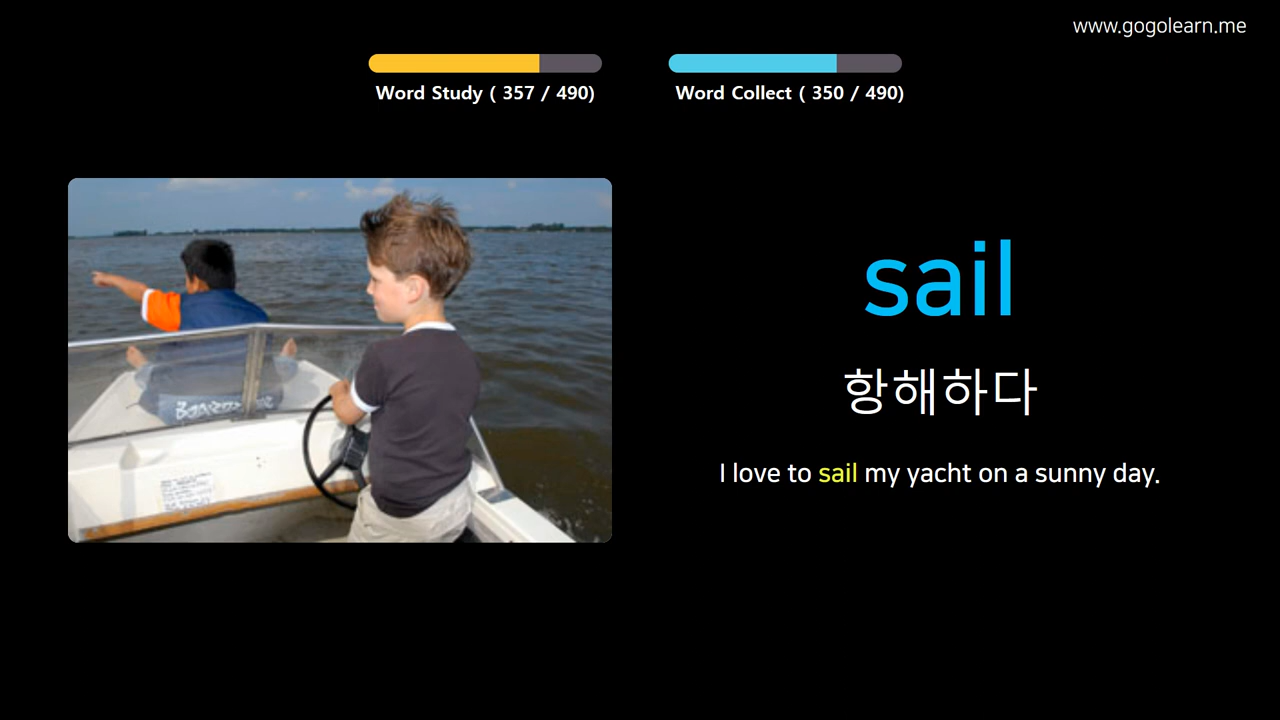 www.gogolearn.me
Word Study ( 357 / 490)
Word Collect ( 350 / 490)
sail
항해하다
I love to sail my yacht on a sunny day.